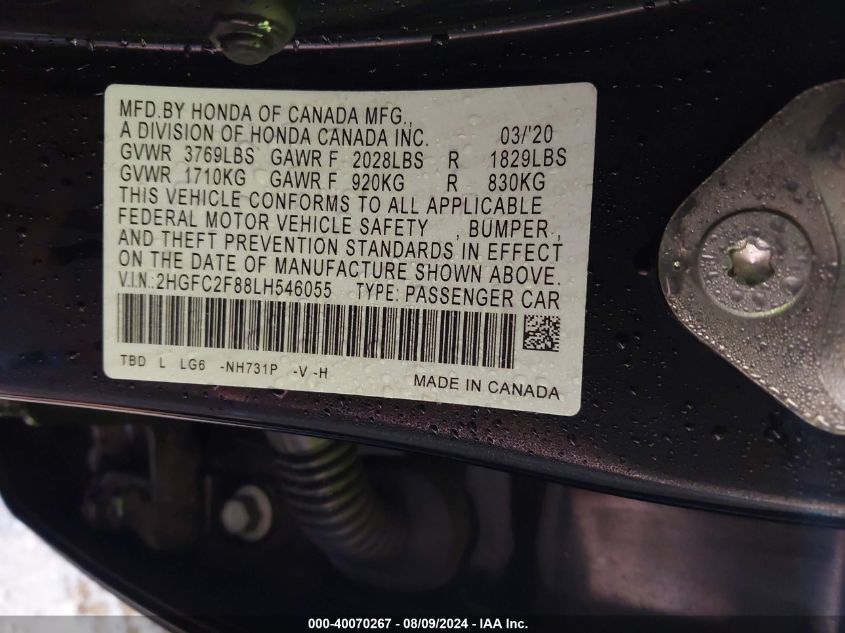 MFD.BY HONDA OF CANADA MFG.,
A DIVISION OF HONDA CANADA INC. 03/'20
GVWR 3769LBS GAWR F 2028LBS R 1829LBS
GVWR 1710KG GAWR F 920KG R 830KG
THIS VEHICLE CONFORMS TO ALL APPLICABLE
FEDERAL MOTOR VEHICLE SAFETY , BUMPER,
AND THEFT PREVENTION STANDARDS IN EFFECT
ON THE DATE OF MANUFACTURE SHOWN ABOVE.
V.I.N.:2HGFC2F88LH546055 TYPE: PASSENGER CAR
TBD L LG6 -NH731P -V -H
MADE IN CANADA
000-40070267 - 08/09/2024 - IAA Inc.